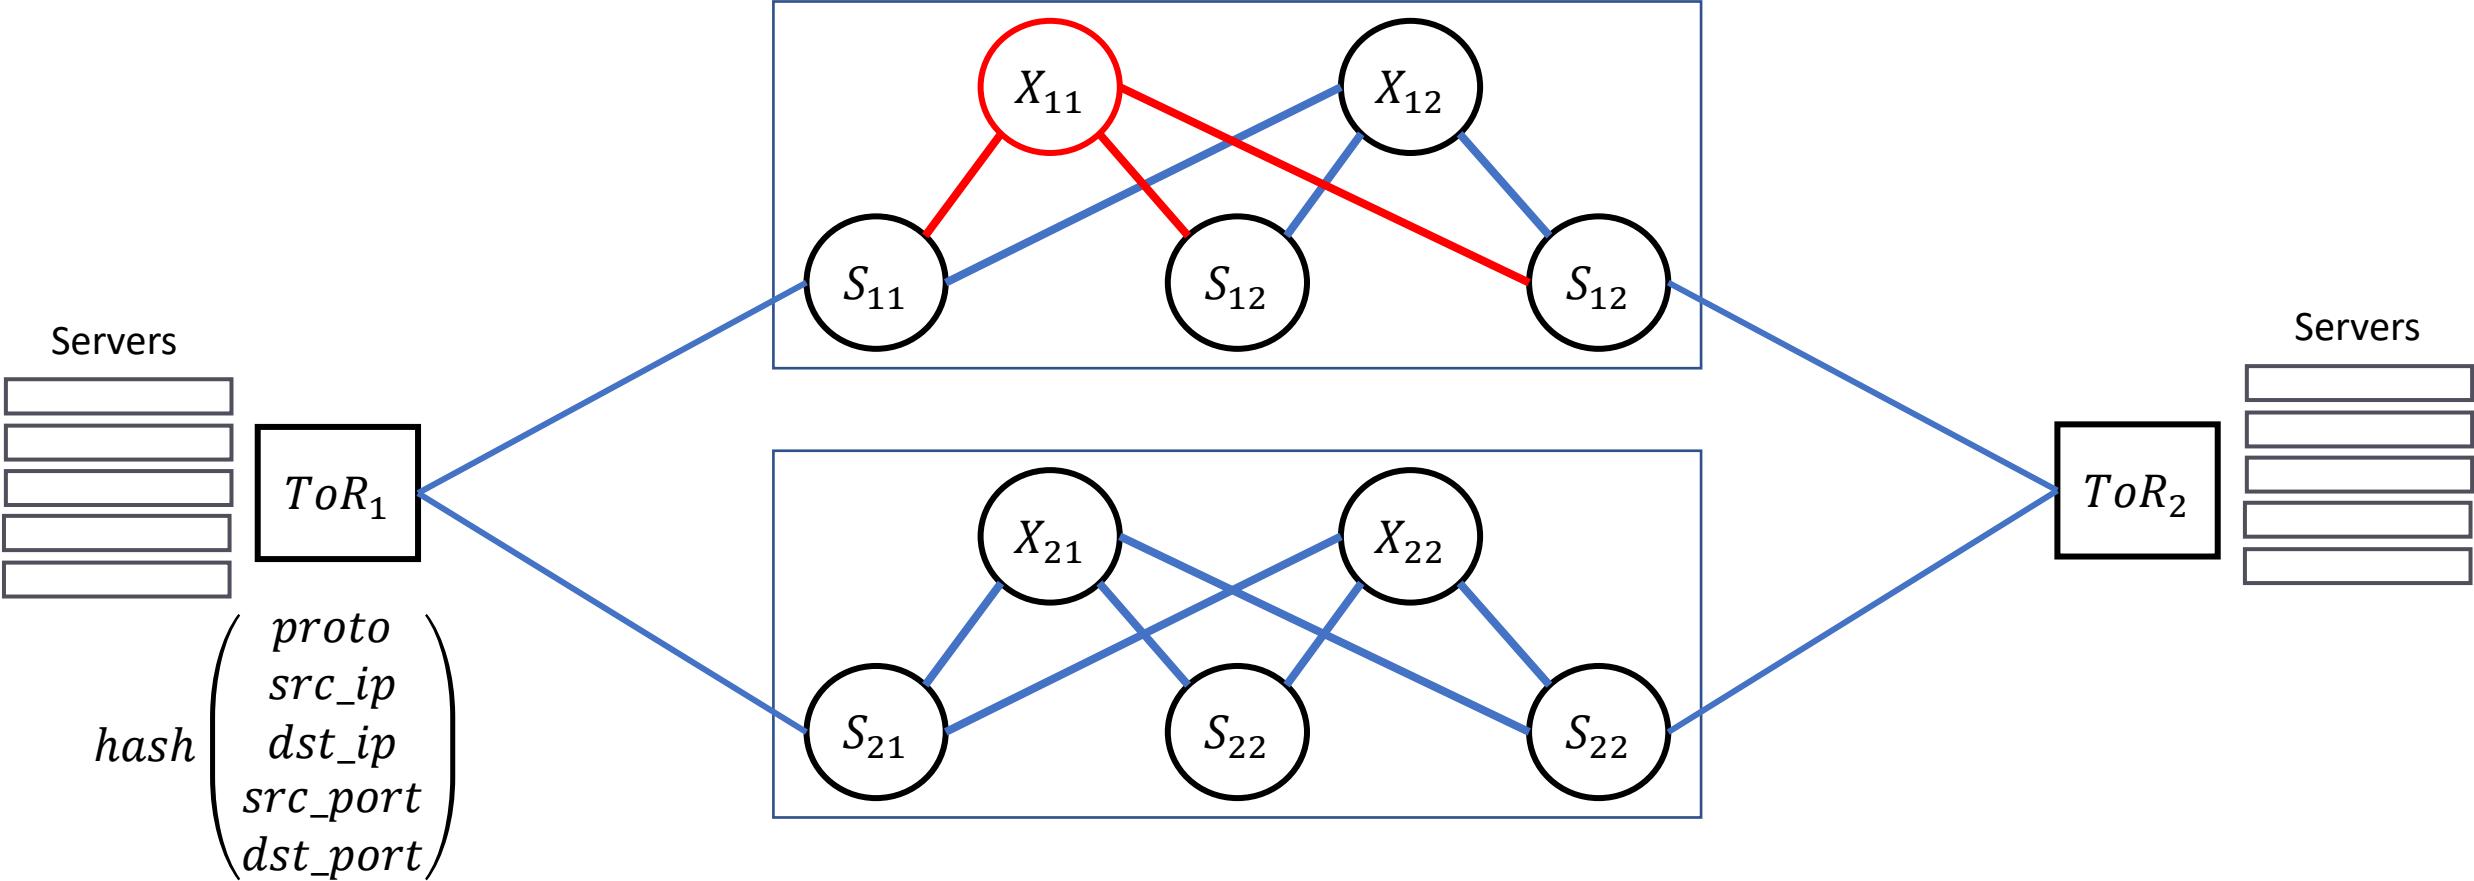 X11
X12
S11
S12
S12
Servers
Servers
ToR1
ToR2
X21
X22
S21
S22
S22
hash
proto
src_ip
dst_ip
src_port
dst_port